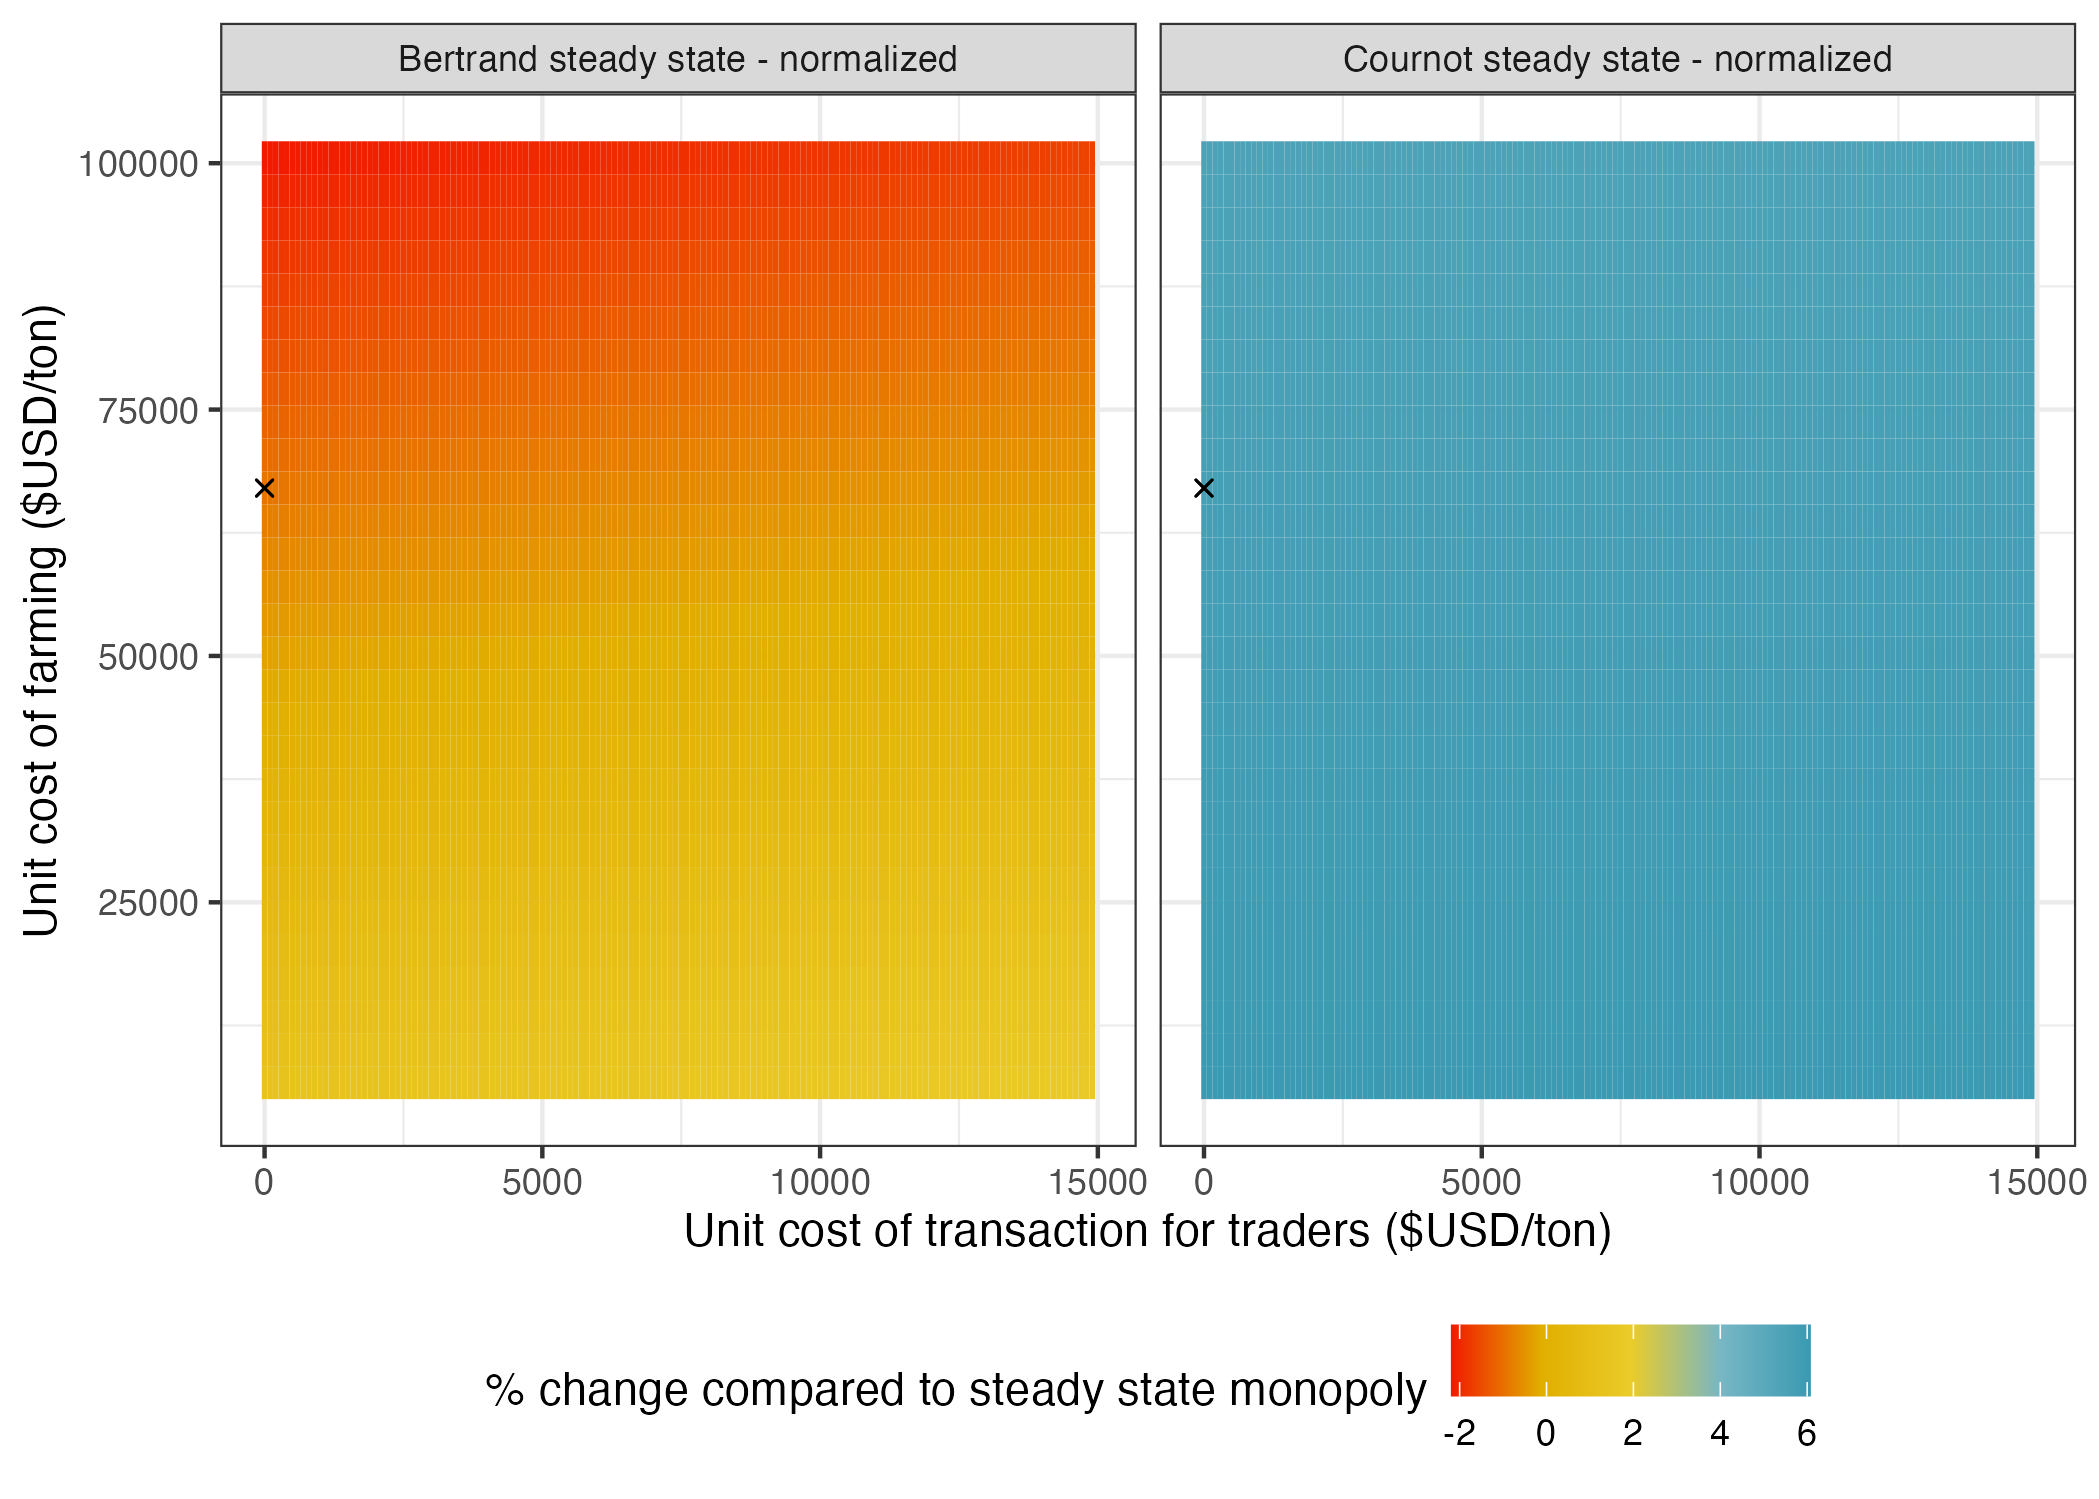 Bertrand steady state - normalized
Cournot steady state - normalized
Unit cost of farming ($USD/ton)
100000
75000
50000
25000
0 5000 10000 15000
0 5000 10000 15000
Unit cost of transaction for traders ($USD/ton)
% change compared to steady state monopoly
-2 0 2 4 6